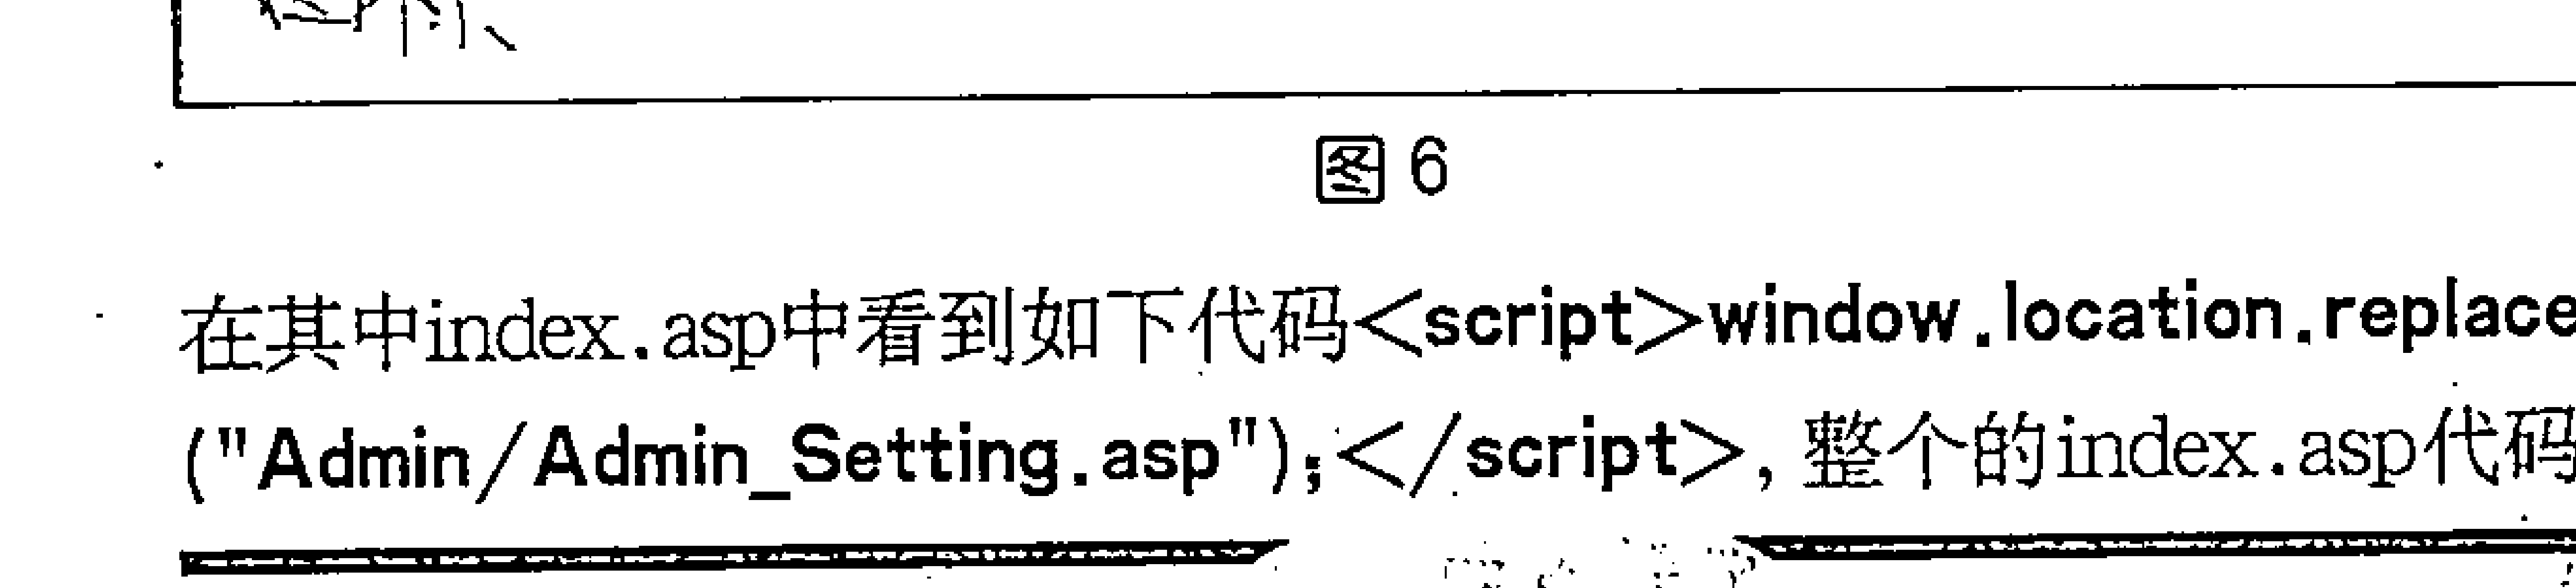 图 6
在其中index.asp中看到如下代码<script>window.location.replace
("Admin/Admin_Setting.asp");</script>, 整个的index.asp代码